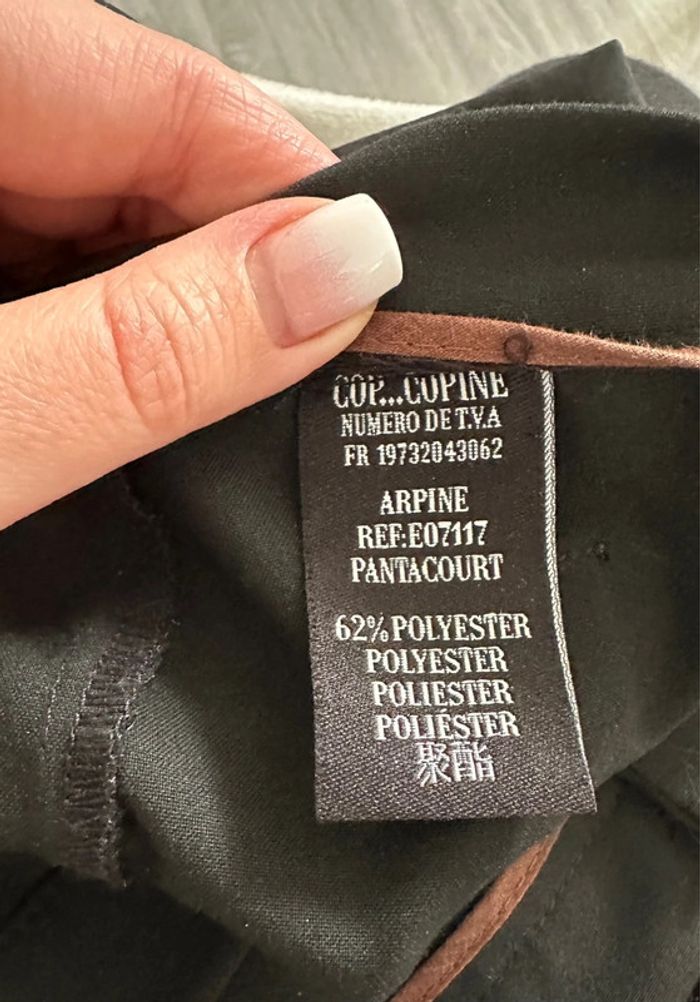 COP...COPINE
NUMERO DE T.V.A
FR 19732043062
ARPINE
REF:E07117
PANTACOURT
62% POLYESTER
POLYESTER
POLIESTER
POLIÉSTER
聚酯